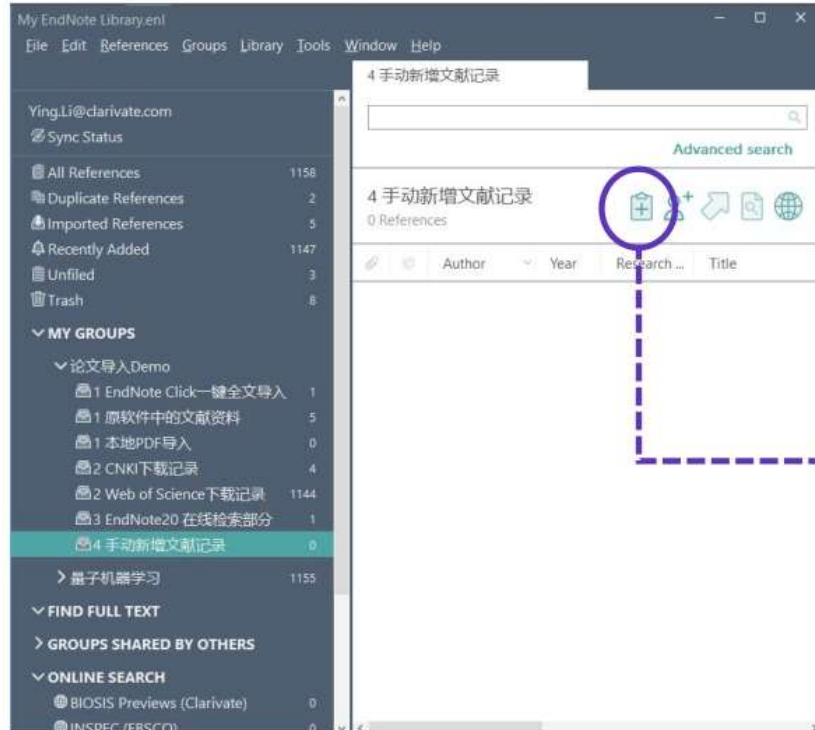 My EndNote Library.enl
File Edit References Groups Library Tools Window Help
4 手动新增文献记录
Ying.Li@clarivate.com
Sync Status
Advanced search
All References 1158
Duplicate References 2
Imported References 5
Recently Added 1147
Unfiled 3
Trash 8
4 手动新增文献记录
0 References
Author Year Research ... Title
MY GROUPS
论文导入Demo
1 EndNote Click一键全文导入 1
1 原软件中的文献资料 5
1 本地PDF导入 0
2 CNKI下载记录 4
2 Web of Science下载记录 1144
3 EndNote20 在线检索部分 1
4 手动新增文献记录 0
量子机器学习 1155
FIND FULL TEXT
GROUPS SHARED BY OTHERS
ONLINE SEARCH
BIOSIS Previews (Clarivate) 0
INSPEC (EBSCO) 0